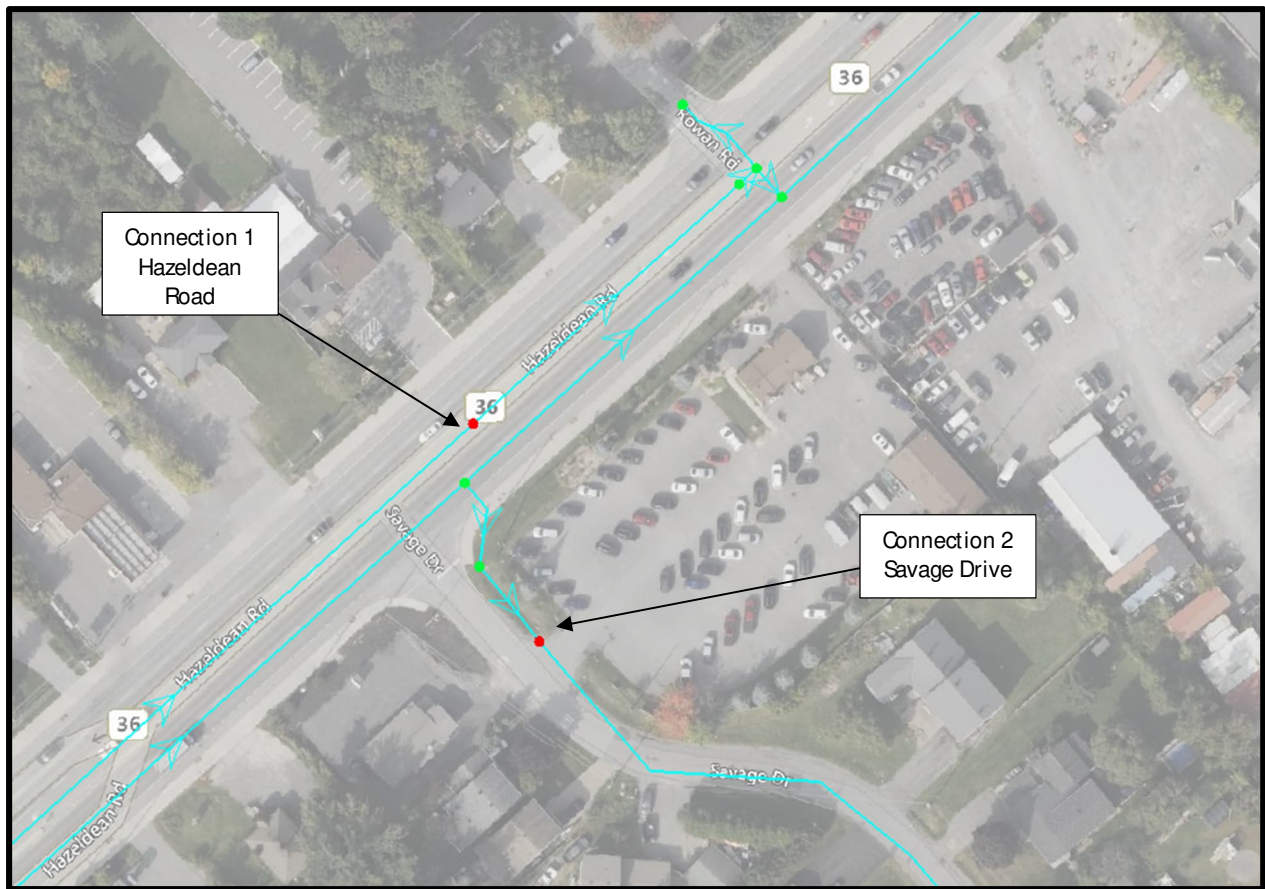 36
Rowan Rd
Connection 1
Hazeldean
Road
Hazeldean Rd
36
Savage Dr
Connection 2
Savage Drive
Hazeldean Rd
36
Savage Dr
Hazeldean Rd